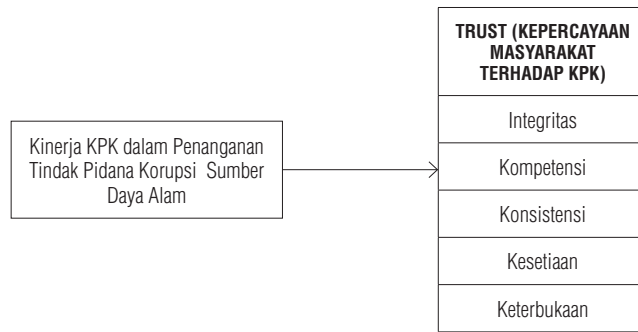 Kinerja KPK dalam Penanganan
Tindak Pidana Korupsi Sumber
Daya Alam
TRUST (KEPERCAYAAN
MASYARAKAT
TERHADAP KPK)
Integritas
Kompetensi
Konsistensi
Kesetiaan
Keterbukaan